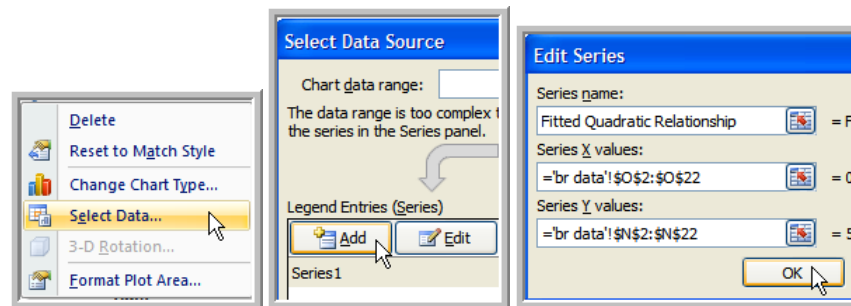 Delete
Reset to Match Style
Change Chart Type...
Select Data...
3-D Rotation...
Format Plot Area...
Select Data Source
Chart data range:
The data range is too complex t
the series in the Series panel.
Legend Entries (Series)
Add
Edit
Series1
Edit Series
Series name:
Fitted Quadratic Relationship = F
Series X values:
='br data'!$O$2:$O$22 = 0
Series Y values:
='br data'!$N$2:$N$22 = 5
OK